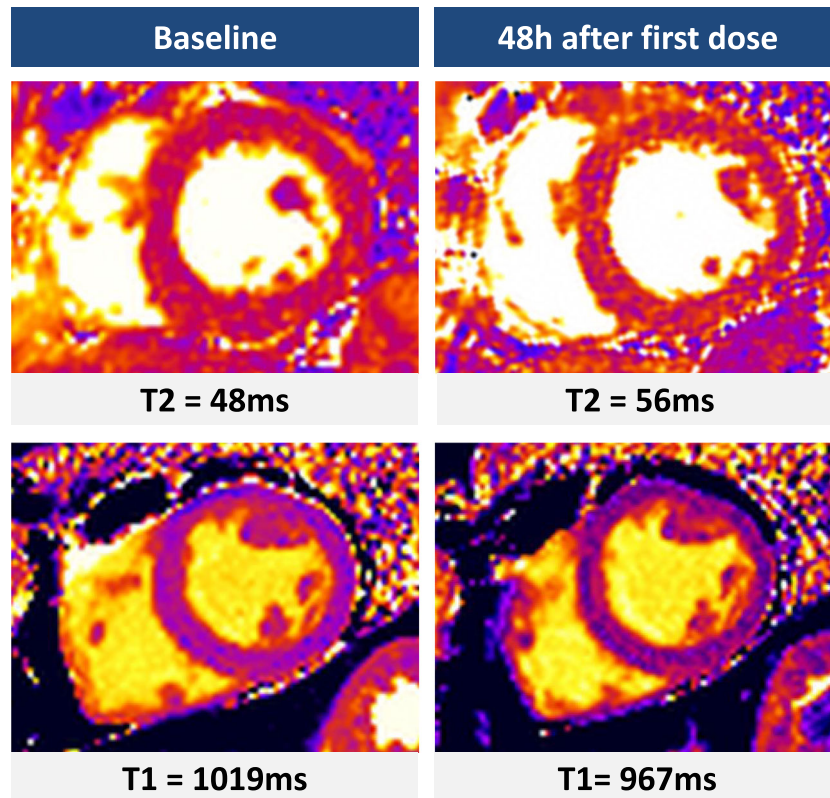 Baseline
48h after first dose
T2 = 48ms
T2 = 56ms
T1 = 1019ms
T1= 967ms